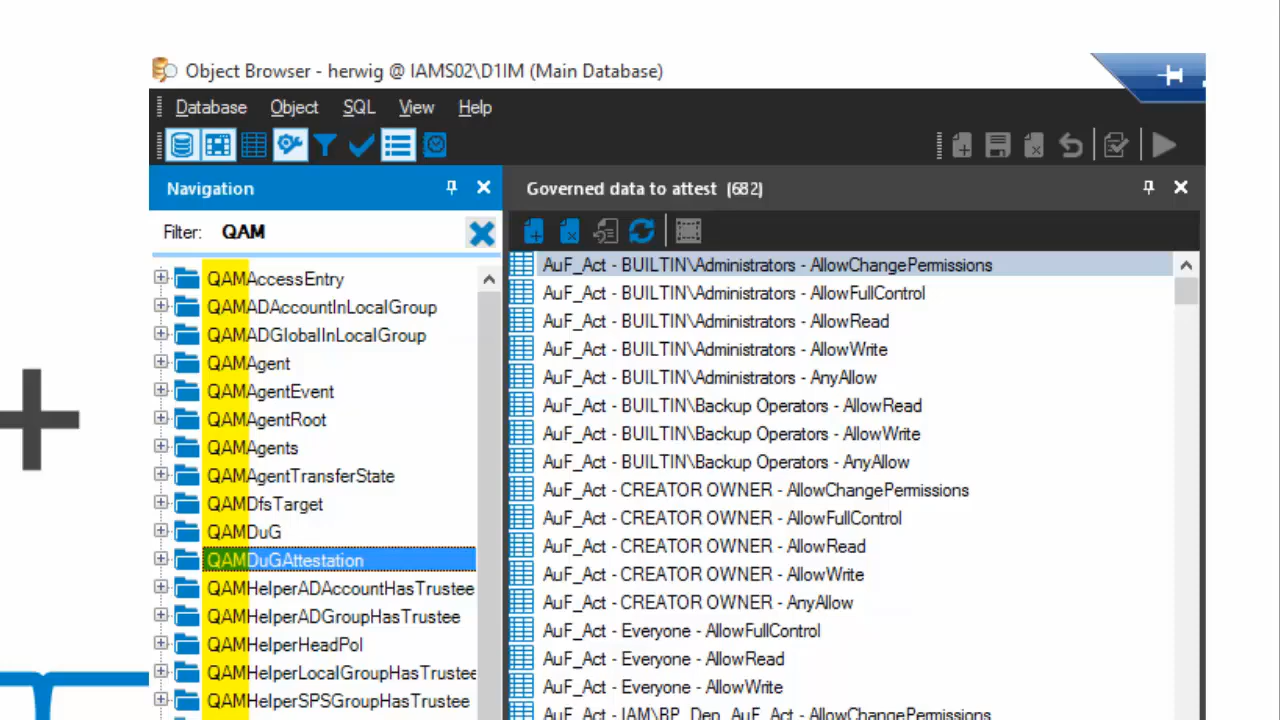 Object Browser - herwig @ IAMS02\D1IM (Main Database)
Database Object SQL View Help
Navigation
Filter: QAM
QAMAccessEntry
QAMADAccountInLocalGroup
QAMADGlobalInLocalGroup
QAMAgent
QAMAgentEvent
QAMAgentRoot
QAMAgents
QAMAgentTransferState
QAMDfsTarget
QAMDuG
QAMDuGAttestation
QAMHelperADAccountHasTrustee
QAMHelperADGroupHasTrustee
QAMHelperHeadPol
QAMHelperLocalGroupHasTrustee
QAMHelperSPSGroupHasTrustee
Governed data to attest (682)
AuF_Act - BUILTIN\Administrators - AllowChangePermissions
AuF_Act - BUILTIN\Administrators - AllowFullControl
AuF_Act - BUILTIN\Administrators - AllowRead
AuF_Act - BUILTIN\Administrators - AllowWrite
AuF_Act - BUILTIN\Administrators - AnyAllow
AuF_Act - BUILTIN\Backup Operators - AllowRead
AuF_Act - BUILTIN\Backup Operators - AllowWrite
AuF_Act - BUILTIN\Backup Operators - AnyAllow
AuF_Act - CREATOR OWNER - AllowChangePermissions
AuF_Act - CREATOR OWNER - AllowFullControl
AuF_Act - CREATOR OWNER - AllowRead
AuF_Act - CREATOR OWNER - AllowWrite
AuF_Act - CREATOR OWNER - AnyAllow
AuF_Act - Everyone - AllowFullControl
AuF_Act - Everyone - AllowRead
AuF_Act - Everyone - AllowWrite
AuF_Act - IAM\BP_Dep_AuF_Act - AllowChangePermissions